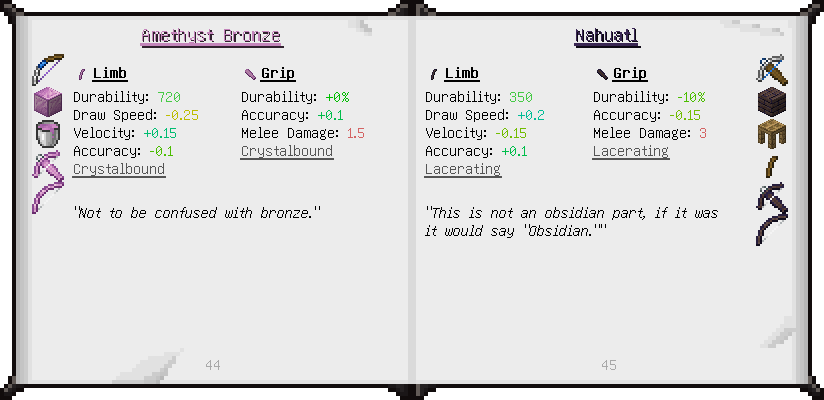 Amethyst Bronze
Limb
Durability: 720
Draw Speed: -0.25
Velocity: +0.15
Accuracy: -0.1
Crystalbound
Grip
Durability: +0%
Accuracy: +0.1
Melee Damage: 1.5
Crystalbound
"Not to be confused with bronze."
44
Nahuatl
Limb
Durability: 350
Draw Speed: +0.2
Velocity: -0.15
Accuracy: +0.1
Lacerating
Grip
Durability: -10%
Accuracy: -0.15
Melee Damage: 3
Lacerating
"This is not an obsidian part, if it was
it would say "Obsidian.""
45